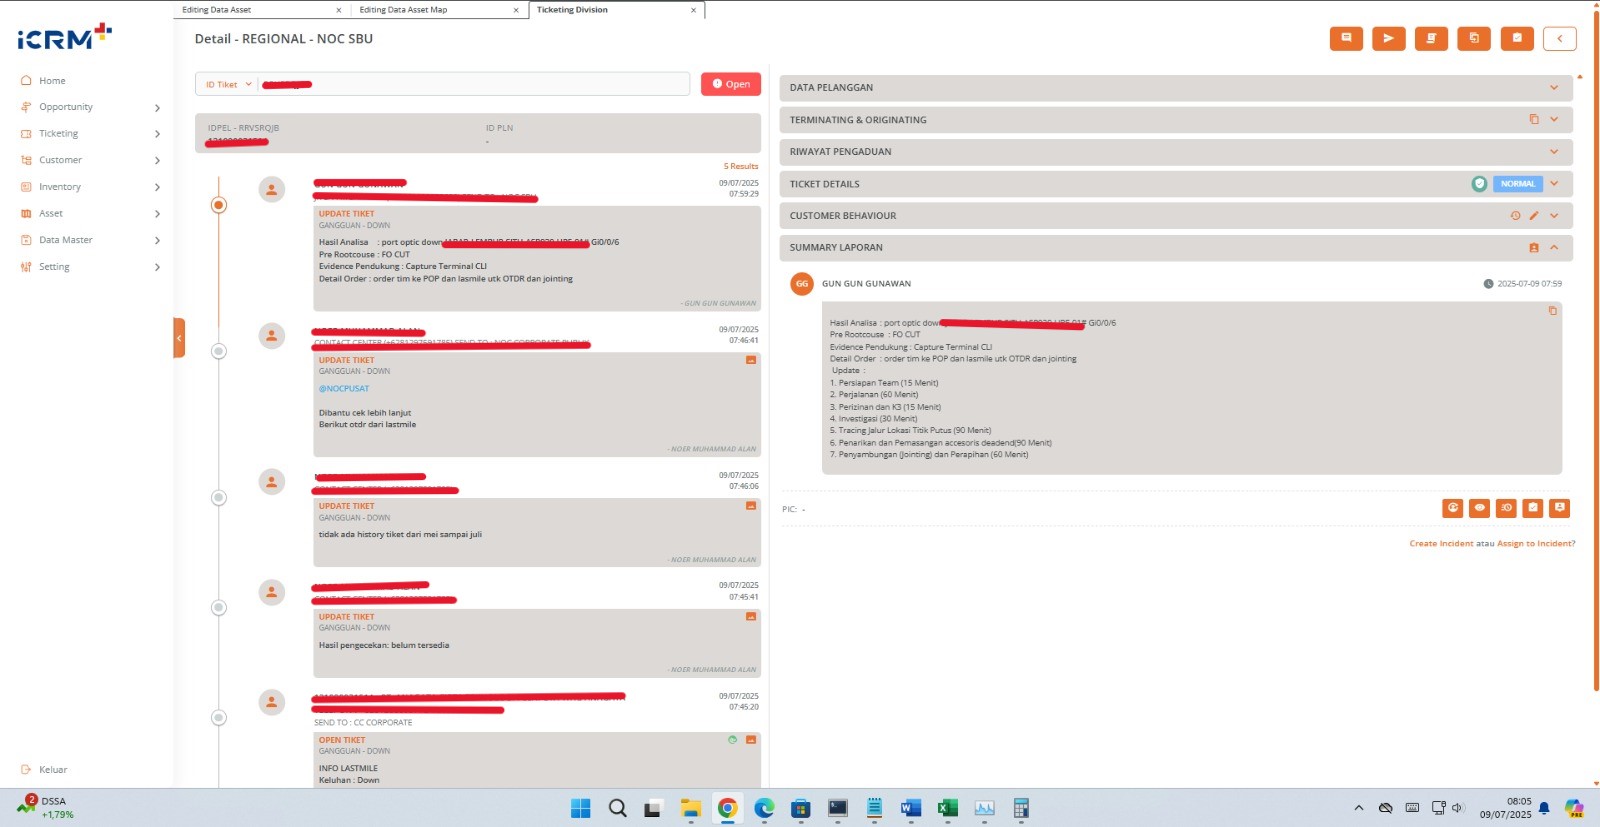 Editing Data Asset x
Editing Data Asset Map x
Ticketing Division x
iCRM
Detail - REGIONAL - NOC SBU
Home
Opportunity
Ticketing
Customer
Inventory
Asset
Data Master
Setting
Keluar
ID Tiket
Open
IDPEL - RRVSRQJB
ID PLN
-
5 Results
09/07/2025
07:59:29
UPDATE TIKET
GANGGUAN - DOWN
Hasil Analisa : port optic down Gi0/0/6
Pre Rootcouse : FO CUT
Evidence Pendukung : Capture Terminal CLI
Detail Order : order tim ke POP dan lasmile utk OTDR dan jointing
- GUN GUN GUNAWAN
09/07/2025
07:46:41
UPDATE TIKET
GANGGUAN - DOWN
@NOCPUSAT
Dibantu cek lebih lanjut
Berikut otdr dari lastmile
- NOER MUHAMMAD ALAN
09/07/2025
07:46:06
UPDATE TIKET
GANGGUAN - DOWN
tidak ada history tiket dari mei sampai juli
- NOER MUHAMMAD ALAN
09/07/2025
07:45:41
UPDATE TIKET
GANGGUAN - DOWN
Hasil pengecekan: belum tersedia
- NOER MUHAMMAD ALAN
09/07/2025
07:45:20
SEND TO : CC CORPORATE
OPEN TIKET
GANGGUAN - DOWN
INFO LASTMILE
Keluhan : Down
DATA PELANGGAN
TERMINATING & ORIGINATING
RIWAYAT PENGADUAN
TICKET DETAILS
NORMAL
CUSTOMER BEHAVIOUR
SUMMARY LAPORAN
GG GUN GUN GUNAWAN
2025-07-09 07:59
Hasil Analisa : port optic down Gi0/0/6
Pre Rootcouse : FO CUT
Evidence Pendukung : Capture Terminal CLI
Detail Order : order tim ke POP dan lasmile utk OTDR dan jointing
Update :
1. Persiapan Team (15 Menit)
2. Perjalanan (60 Menit)
3. Perizinan dan K3 (15 Menit)
4. Investigasi (30 Menit)
5. Tracing Jalur Lokasi Titik Putus (90 Menit)
6. Penarikan dan Pemasangan accesoris deadend(90 Menit)
7. Penyambungan (Jointing) dan Perapihan (60 Menit)
PIC: -
Create Incident atau Assign to Incident?
2
DSSA
+1,79%
08:05
09/07/2025
PRE